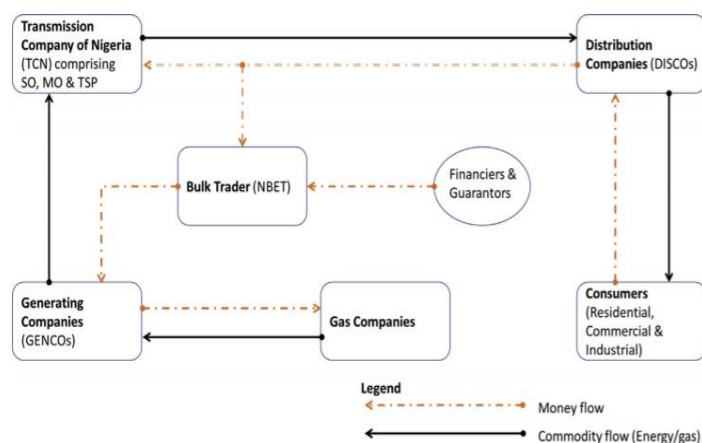 Transmission
Company of Nigeria
(TCN) comprising
SO, MO & TSP
Distribution
Companies (DISCOs)
Bulk Trader (NBET)
Financiers &
Guarantors
Generating
Companies
(GENCOs)
Gas Companies
Consumers
(Residential,
Commercial &
Industrial)
Legend
Money flow
Commodity flow (Energy/gas)